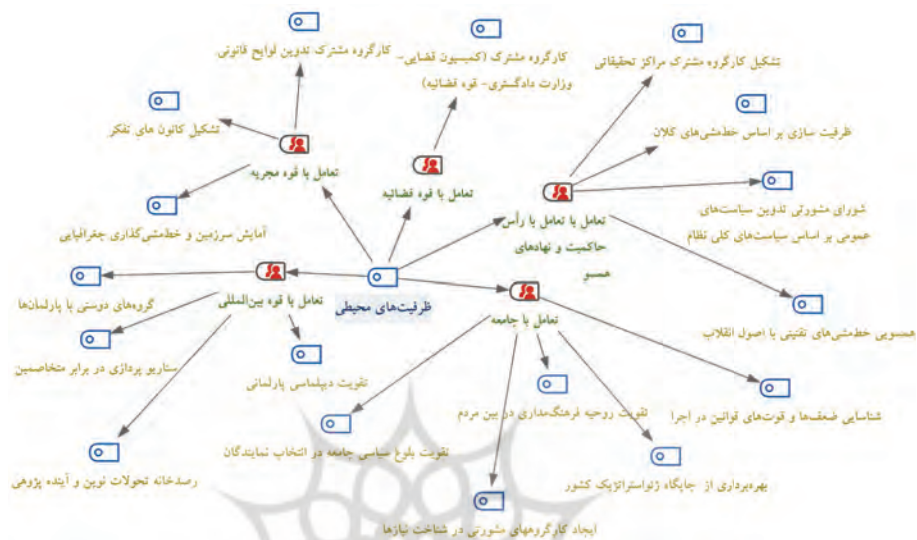 کارگروه مشترک تدوین لوایح قانونی
کارگروه مشترک (کمیسیون قضایی-
وزارت دادگستری- قوه قضائیه)
تشکیل کارگروه مشترک مراکز تحقیقاتی
تشکیل کانون های تفکر
ظرفیت سازی بر اساس خط‌مشی‌های کلان
تعامل با قوه مجریه
تعامل با قوه قضائیه
شورای مشورتی تدوین سیاست‌های
عمومی بر اساس سیاست‌های کلی نظام
تعامل با تعامل با رأس
حاکمیت و نهادهای
همسو
آمایش سرزمین و خط‌مشی‌گذاری جغرافیایی
گروه‌های دوستی با پارلمان‌ها
تعامل با قوه بین‌المللی
ظرفیت‌های محیطی
تعامل با جامعه
همسویی خط‌مشی‌های تقنینی با اصول انقلاب
سناریو پردازی در برابر متخاصمین
تقویت دیپلماسی پارلمانی
تقویت روحیه فرهنگ‌مداری در بین مردم
شناسایی ضعف‌ها و قوت‌های قوانین در اجرا
تقویت بلوغ سیاسی جامعه در انتخاب نمایندگان
رصدخانه تحولات نوین و آینده پژوهی
بهره‌برداری از جایگاه ژئواستراتژیک کشور
ایجاد کارگروههای مشورتی در شناخت نیازها